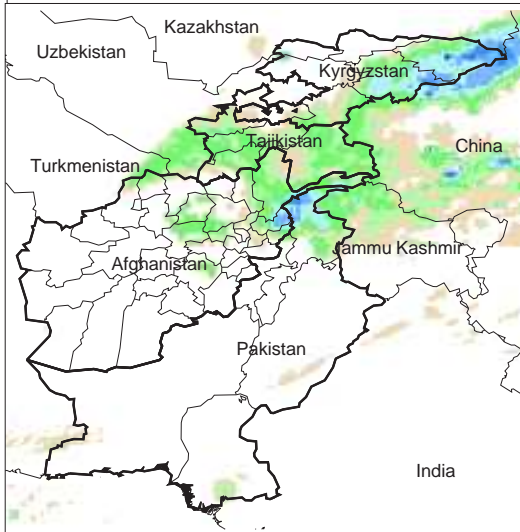 Kazakhstan
Uzbekistan
Kyrgyzstan
Tajikistan
China
Turkmenistan
Jammu Kashmir
Afghanistan
Pakistan
India